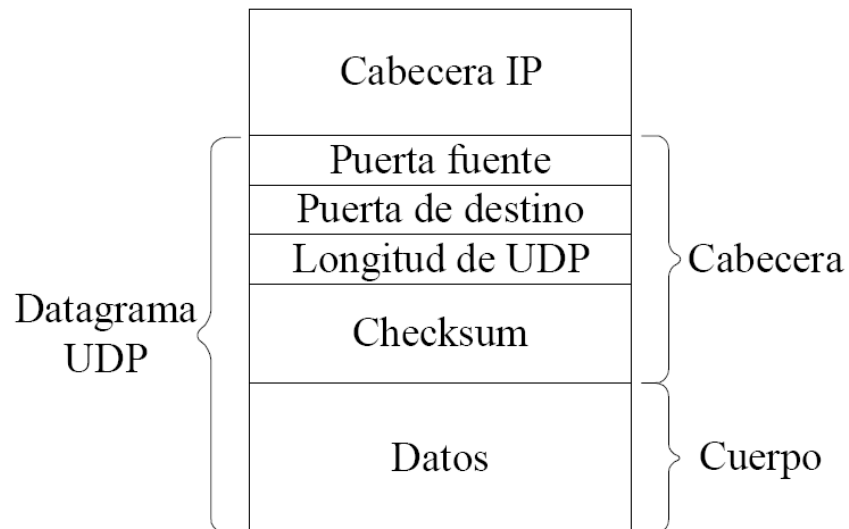 Cabecera IP
Puerta fuente
Puerta de destino
Longitud de UDP
Checksum
Datos
Datagrama
UDP
Cabecera
Cuerpo